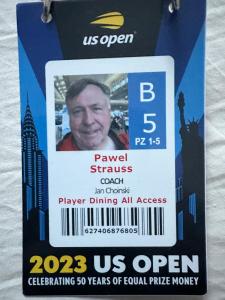 us open
B
5
PZ 1-5
Pawel
Strauss
COACH
Jan Choinski
Player Dining All Access
627406876805
2023 US OPEN
CELEBRATING 50 YEARS OF EQUAL PRIZE MONEY